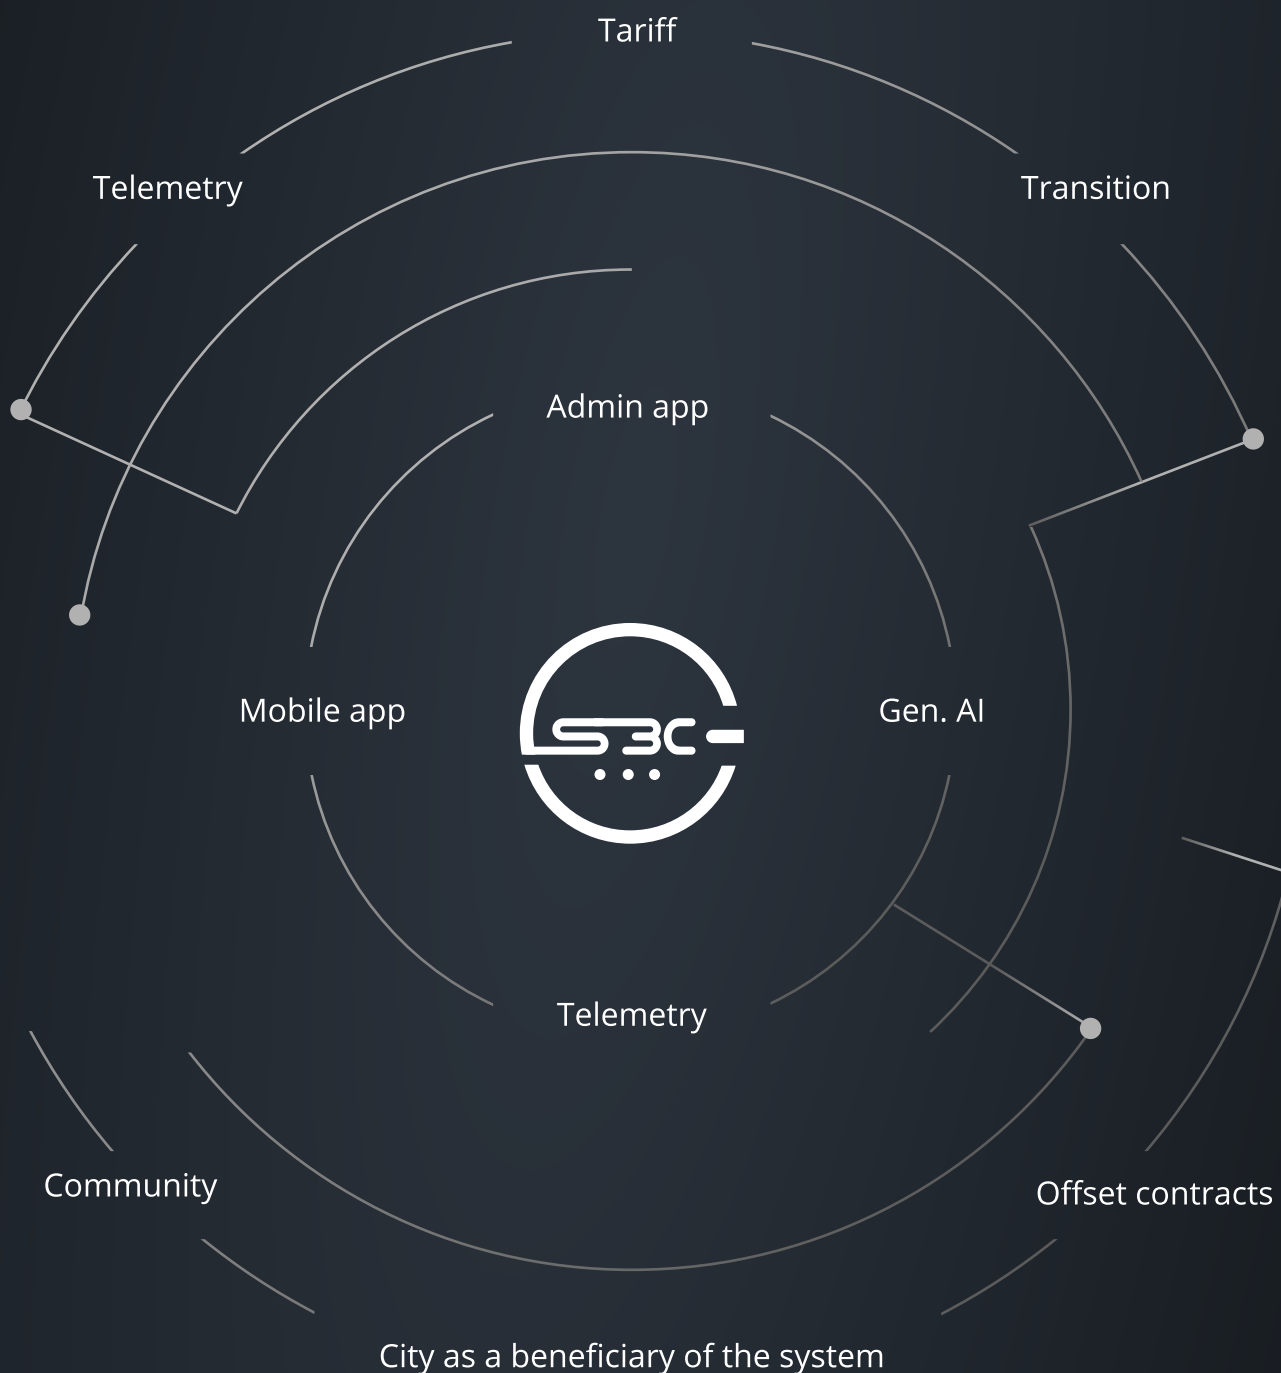 Tariff
Telemetry
Transition
Admin app
Mobile app
S3C
Gen. AI
Telemetry
Community
Offset contracts
City as a beneficiary of the system